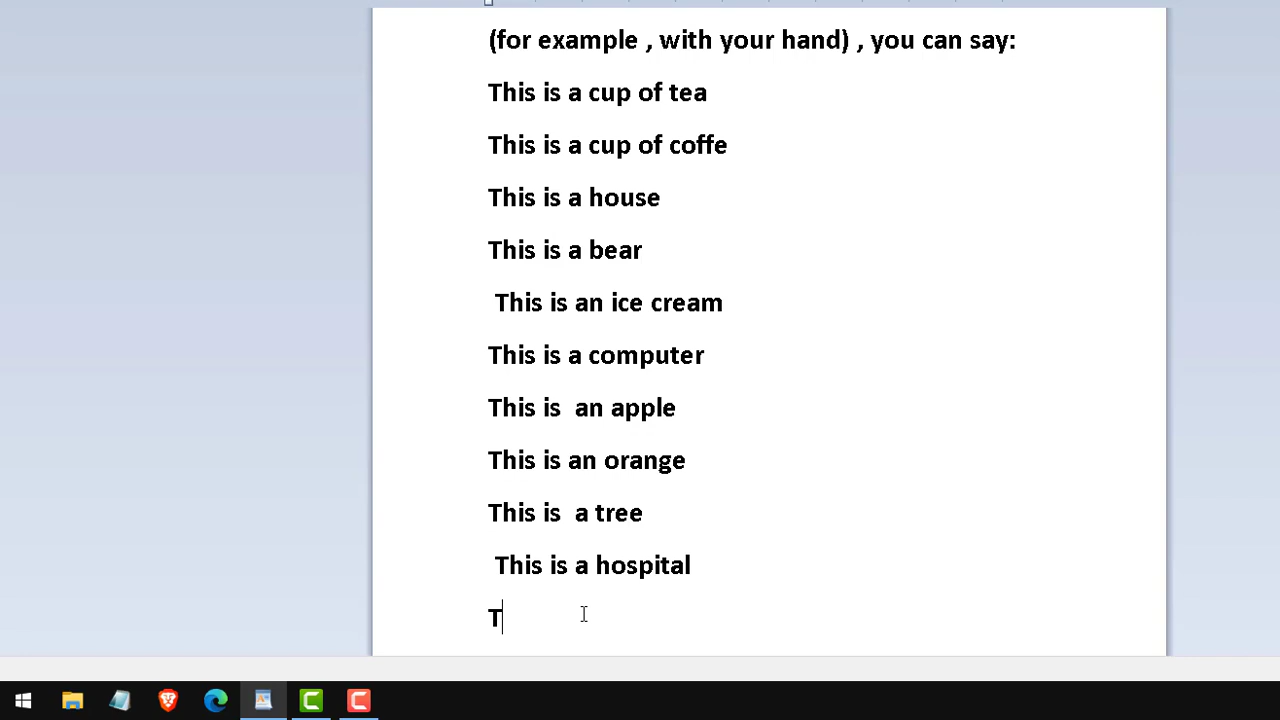 (for example , with your hand) , you can say:
This is a cup of tea
This is a cup of coffe
This is a house
This is a bear
This is an ice cream
This is a computer
This is  an apple
This is an orange
This is  a tree
This is a hospital
T